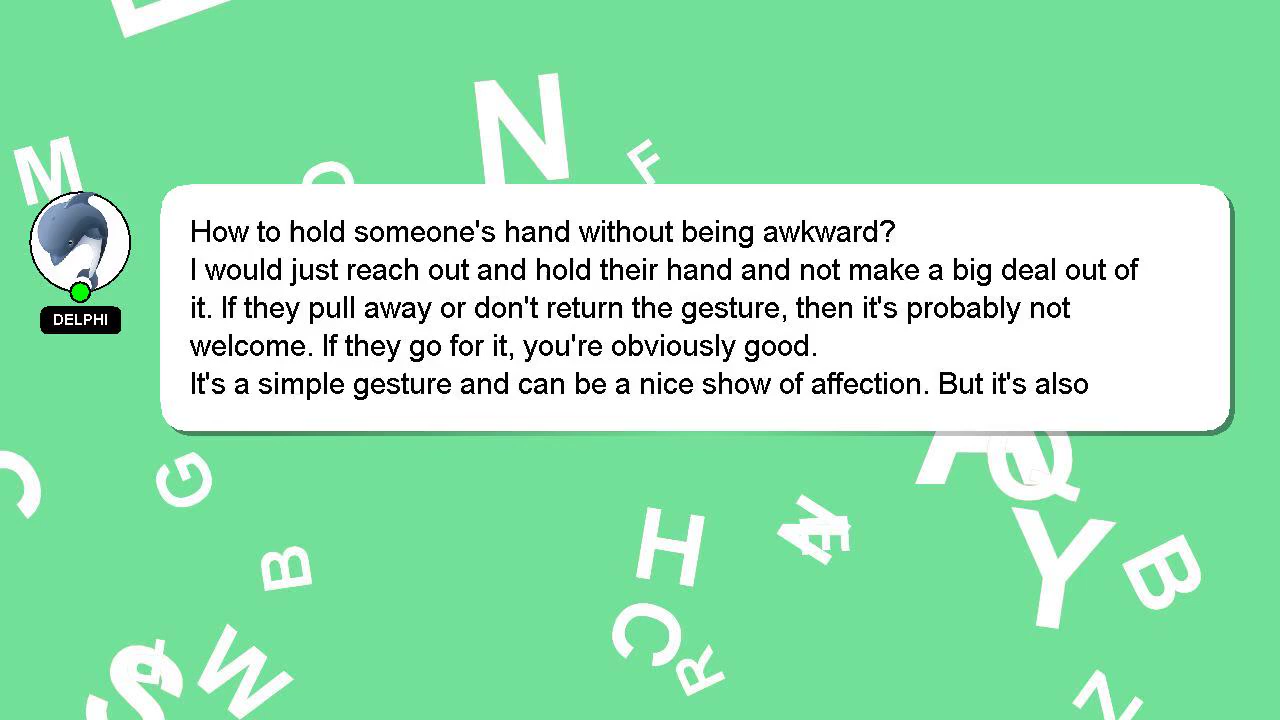 N
M
F
DELPHI
How to hold someone's hand without being awkward?
I would just reach out and hold their hand and not make a big deal out of
it. If they pull away or don't return the gesture, then it's probably not
welcome. If they go for it, you're obviously good.
It's a simple gesture and can be a nice show of affection. But it's also
A
Q
G
H
Y
B
B
C
R
W
S
Z